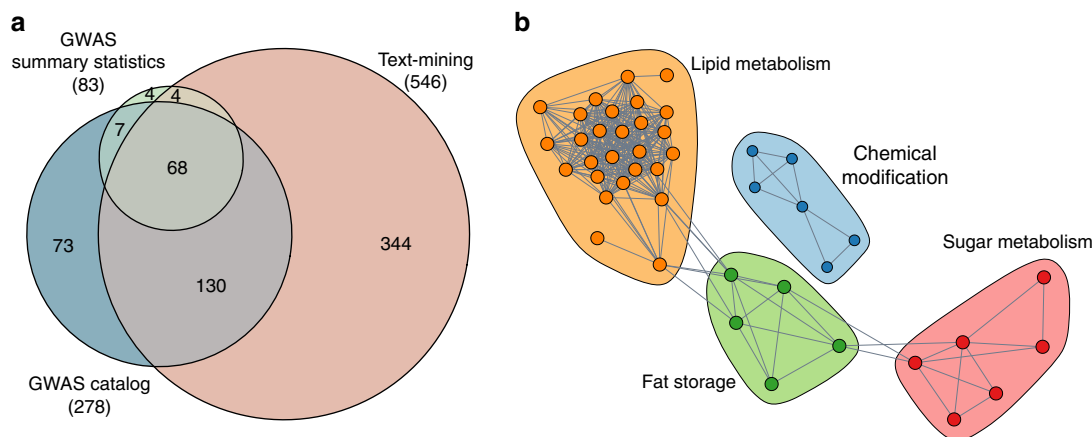 a
GWAS
summary statistics
(83)
Text-mining
(546)
4
4
7
68
73
344
130
GWAS catalog
(278)
b
Lipid metabolism
Chemical
modification
Sugar metabolism
Fat storage